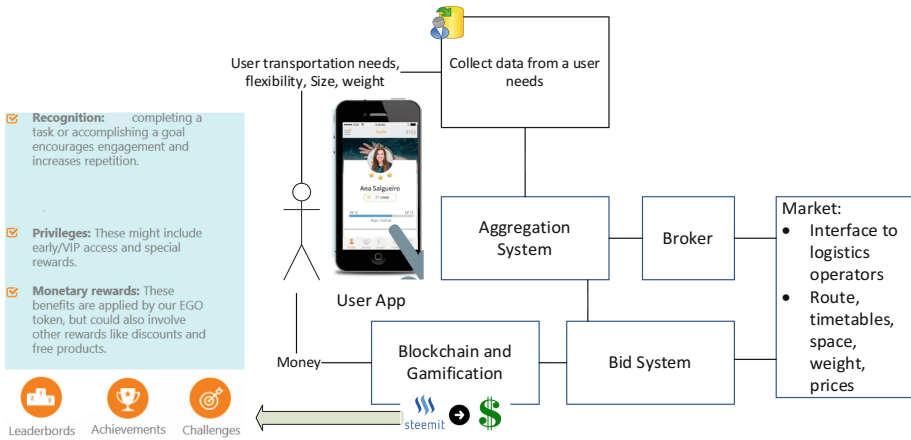 User transportation needs,
flexibility, Size, weight
Collect data from a user
needs
Recognition: completing a
task or accomplishing a goal
encourages engagement and
increases repetition.
Privileges: These might include
early/VIP access and special
rewards.
Monetary rewards: These
benefits are applied by our EGO
token, but could also involve
other rewards like discounts and
free products.
Leaderbords
Achievements
Challenges
Ana Salgueiro
User App
Money
Aggregation
System
Broker
Market:
• Interface to
logistics
operators
• Route,
timetables,
space,
weight,
prices
Blockchain and
Gamification
Bid System
steemit
$